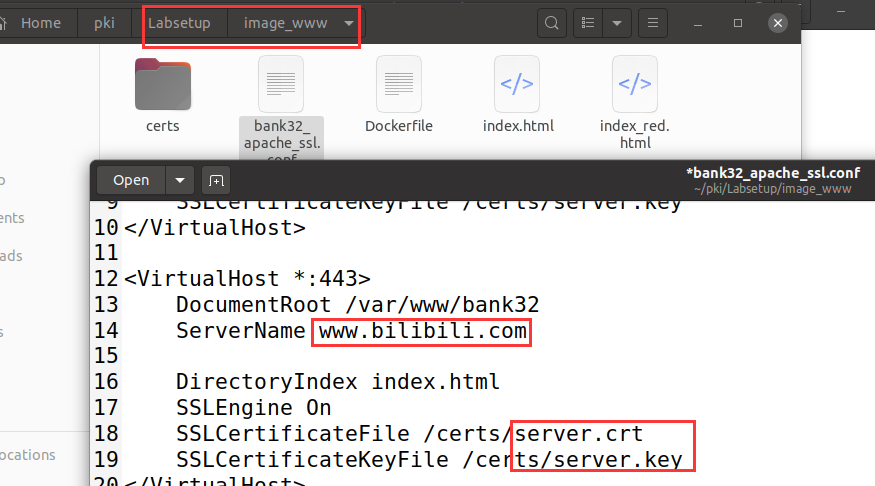 Home pki Labsetup image_www
certs
bank32_
apache_ssl.
conf
Dockerfile
index.html
index_red.
html
Open
*bank32_apache_ssl.conf
~/pki/Labsetup/image_www
9 SSLCertificateKeyFile /certs/server.key
10 </VirtualHost>
11
12 <VirtualHost *:443>
13 DocumentRoot /var/www/bank32
14 ServerName www.bilibili.com
15
16 DirectoryIndex index.html
17 SSLEngine On
18 SSLCertificateFile /certs/server.crt
19 SSLCertificateKeyFile /certs/server.key
20 </VirtualHost>
ents
ads
ocations